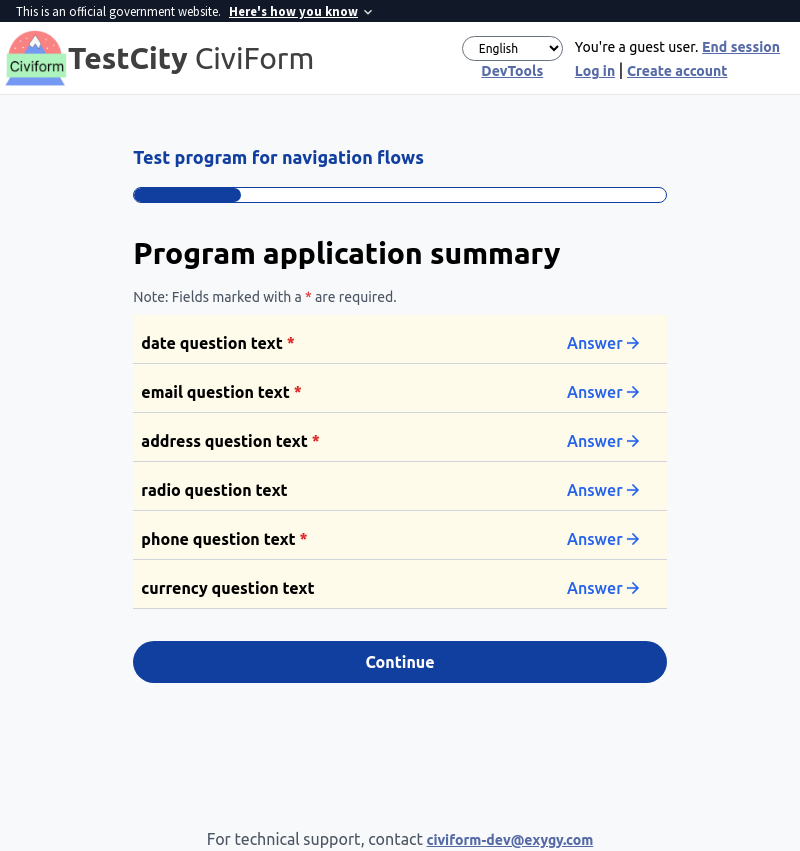 This is an official government website. Here's how you know
Civiform
TestCity CiviForm
English
You're a guest user. End session
DevTools
Log in | Create account
Test program for navigation flows
Program application summary
Note: Fields marked with a * are required.
date question text * Answer
email question text * Answer
address question text * Answer
radio question text Answer
phone question text * Answer
currency question text Answer
Continue
For technical support, contact civiform-dev@exygy.com